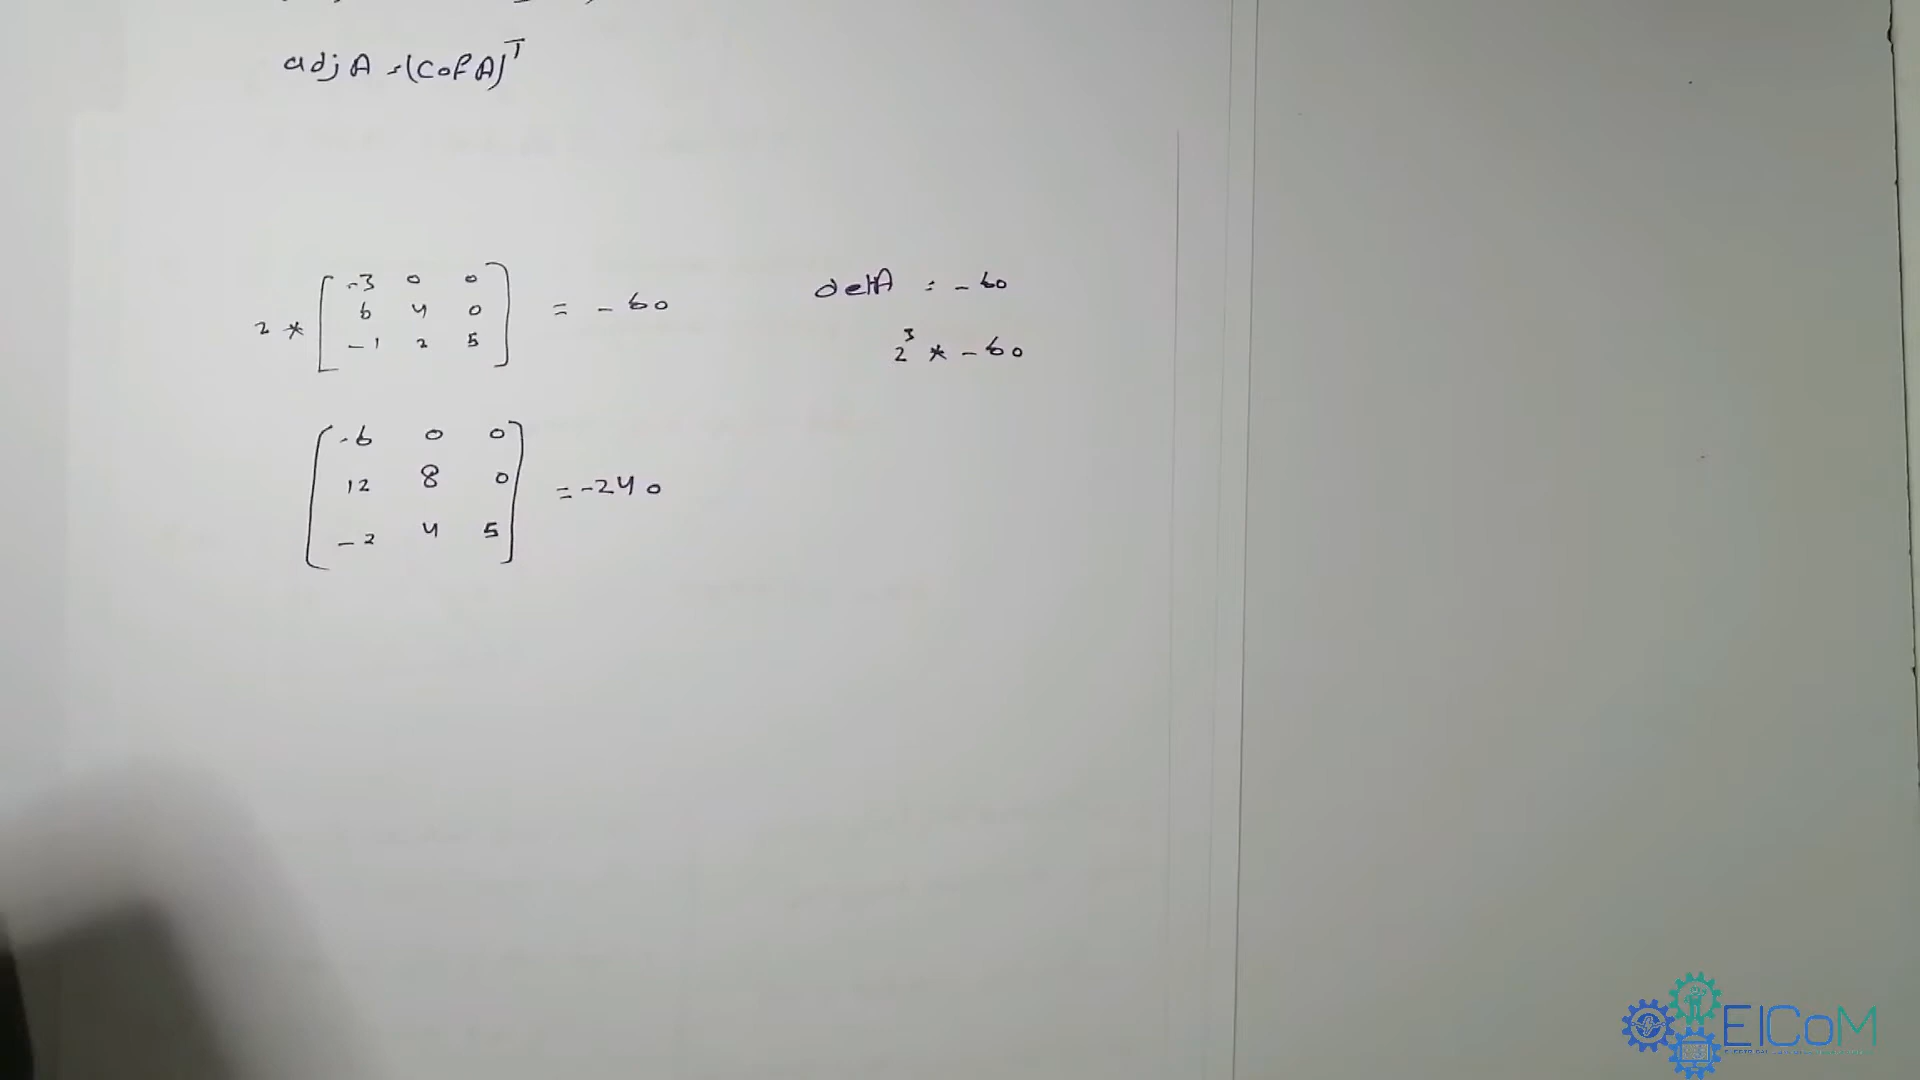 adj A = (Cof A)^T
2 * [ -3 0 0
6 4 0
-1 2 5 ] = - 60
det A = - 60
2^3 * - 60
[ -6 0 0
12 8 0
-2 4 5 ] = -240
EICoM